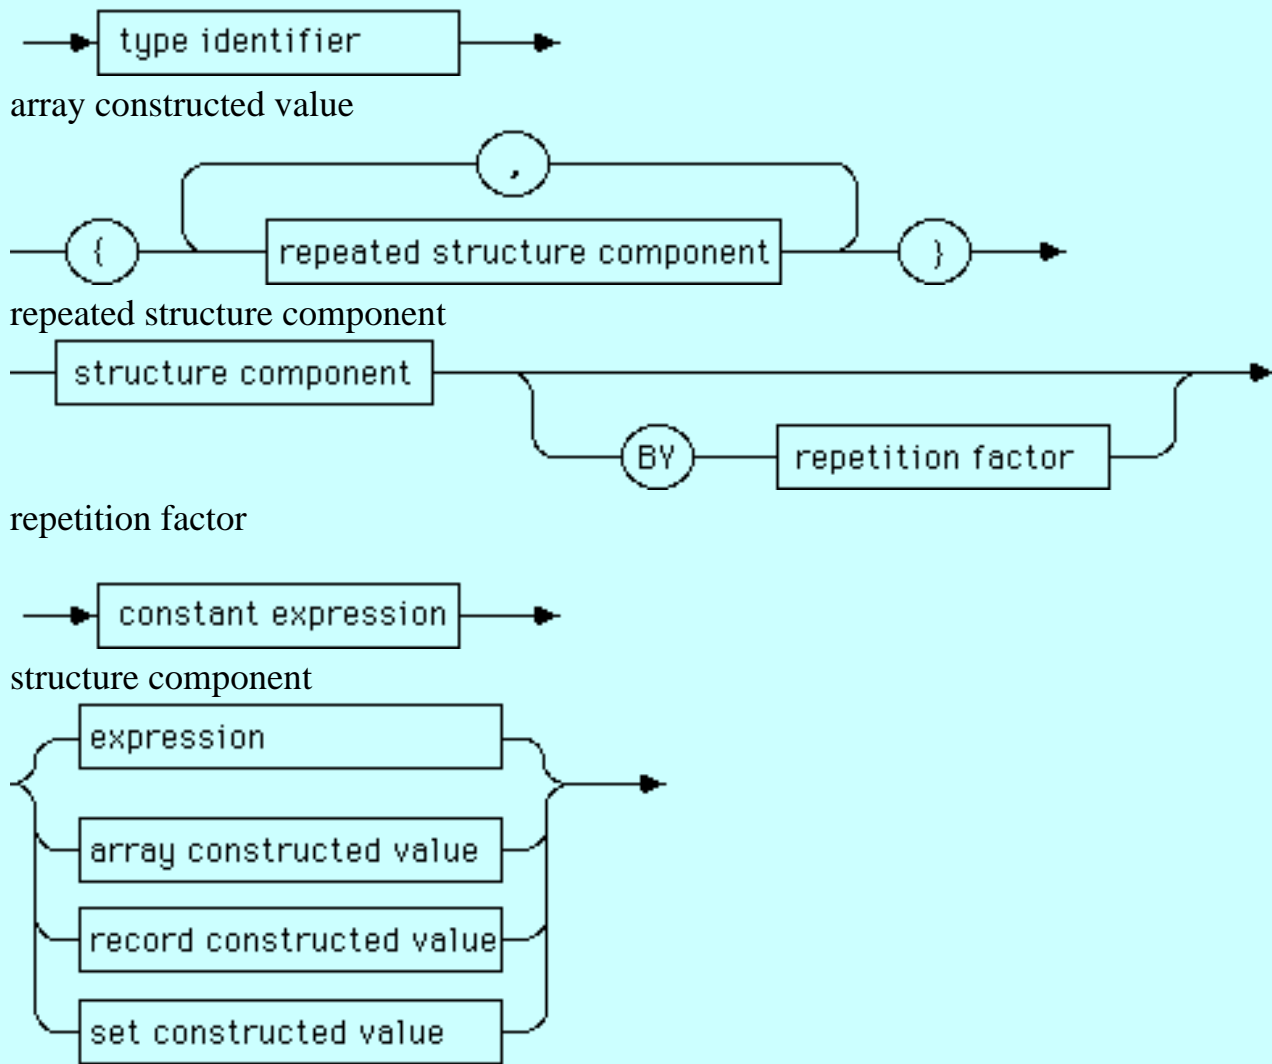 type identifier
array constructed value
,
{ repeated structure component }
repeated structure component
structure component
BY repetition factor
repetition factor
constant expression
structure component
expression
array constructed value
record constructed value
set constructed value